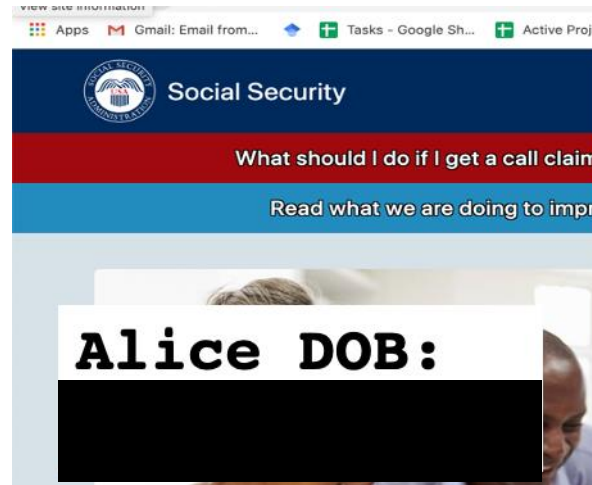 View site information
Apps Gmail: Email from... Tasks - Google Sh... Active Proj
Social Security
What should I do if I get a call claim
Read what we are doing to impr
Alice DOB: